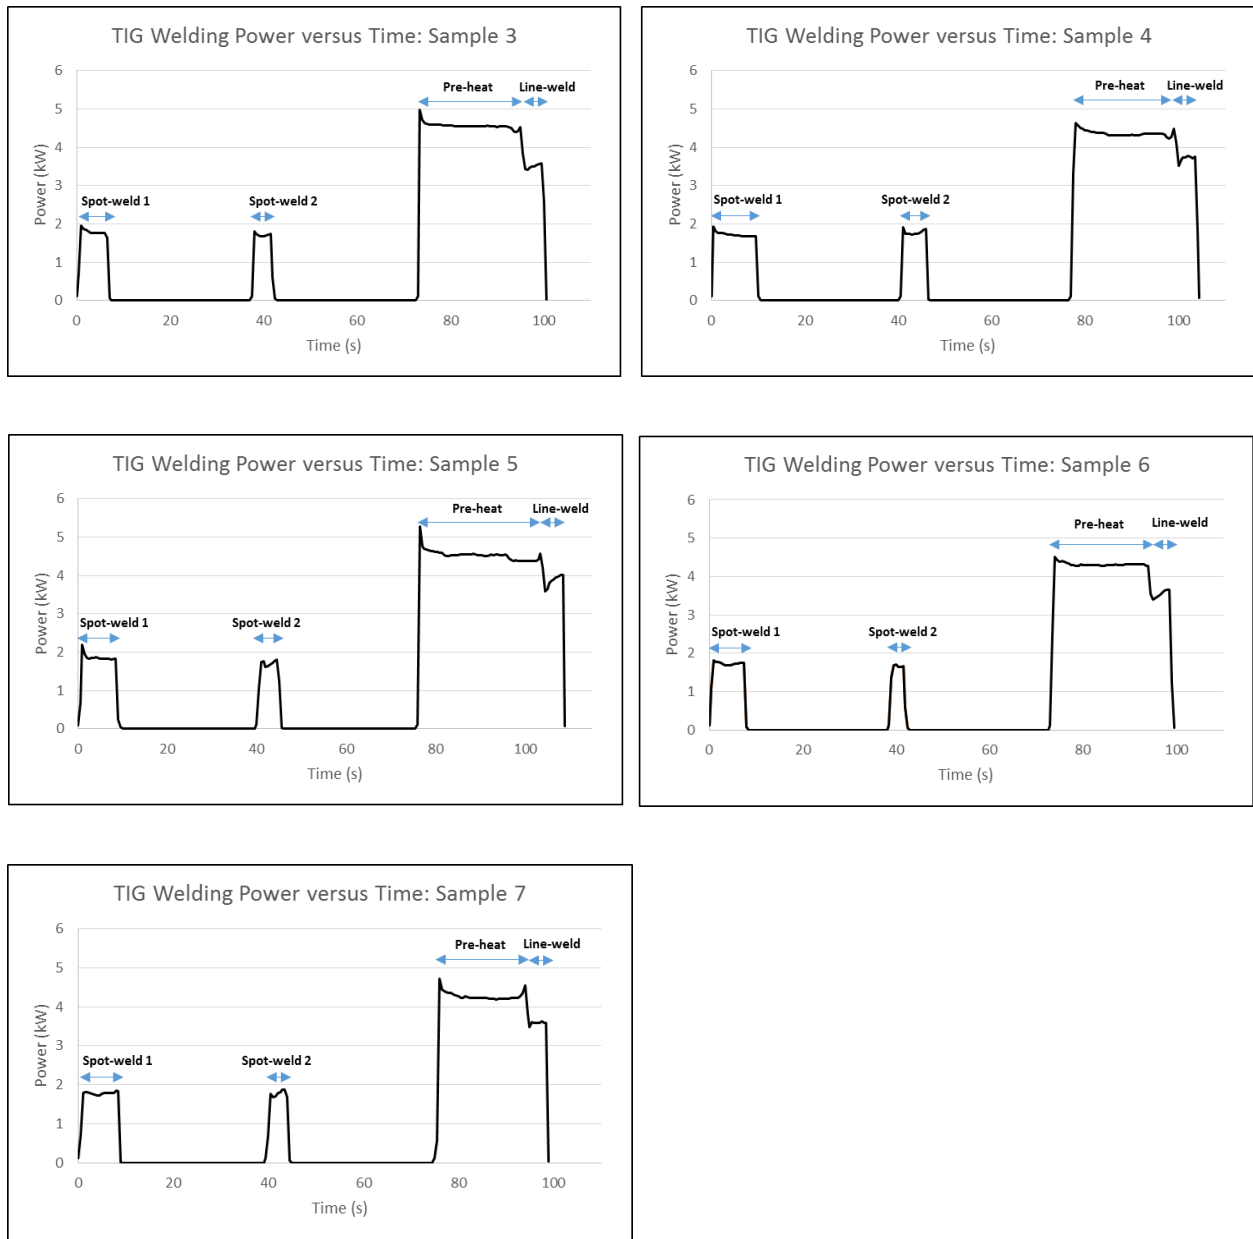 TIG Welding Power versus Time: Sample 3
6
5
4
3
2
1
0
Power (kW)
Pre-heat
Line-weld
Spot-weld 1
Spot-weld 2
0 20 40 60 80 100
Time (s)
TIG Welding Power versus Time: Sample 4
6
5
4
3
2
1
0
Power (kW)
Pre-heat
Line-weld
Spot-weld 1
Spot-weld 2
0 20 40 60 80 100
Time (s)
TIG Welding Power versus Time: Sample 5
6
5
4
3
2
1
0
Power (kW)
Pre-heat
Line-weld
Spot-weld 1
Spot-weld 2
0 20 40 60 80 100
Time (s)
TIG Welding Power versus Time: Sample 6
6
5
4
3
2
1
0
Power (kW)
Pre-heat
Line-weld
Spot-weld 1
Spot-weld 2
0 20 40 60 80 100
Time (s)
TIG Welding Power versus Time: Sample 7
6
5
4
3
2
1
0
Power (kW)
Pre-heat
Line-weld
Spot-weld 1
Spot-weld 2
0 20 40 60 80 100
Time (s)